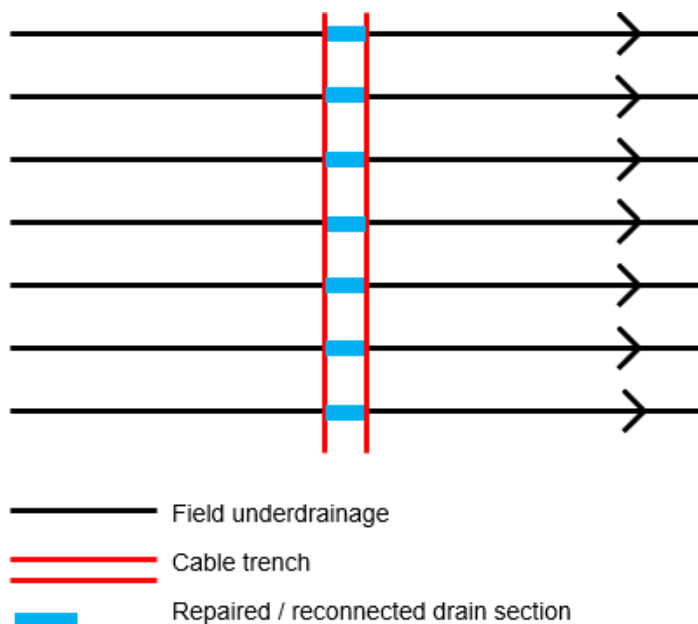 Field underdrainage
Cable trench
Repaired / reconnected drain section